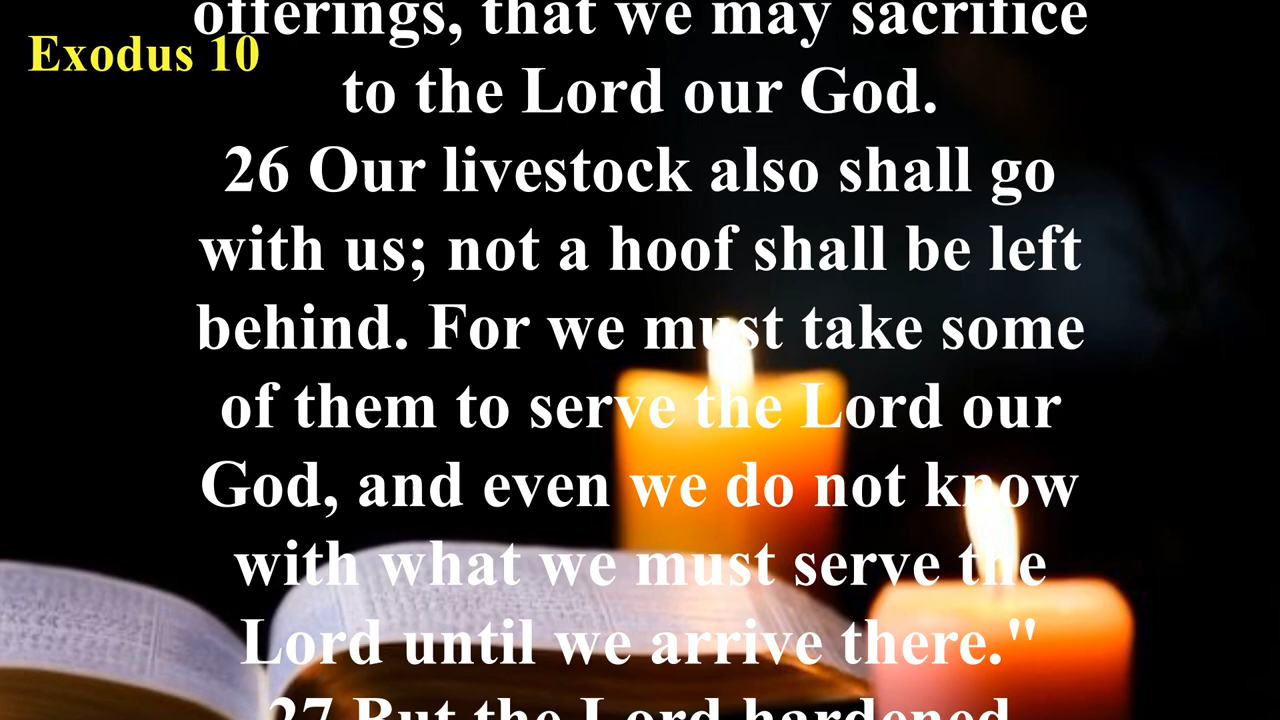 offerings, that we may sacrifice
Exodus 10
to the Lord our God.
26 Our livestock also shall go
with us; not a hoof shall be left
behind. For we must take some
of them to serve the Lord our
God, and even we do not know
with what we must serve the
Lord until we arrive there."
27 But the Lord hardened